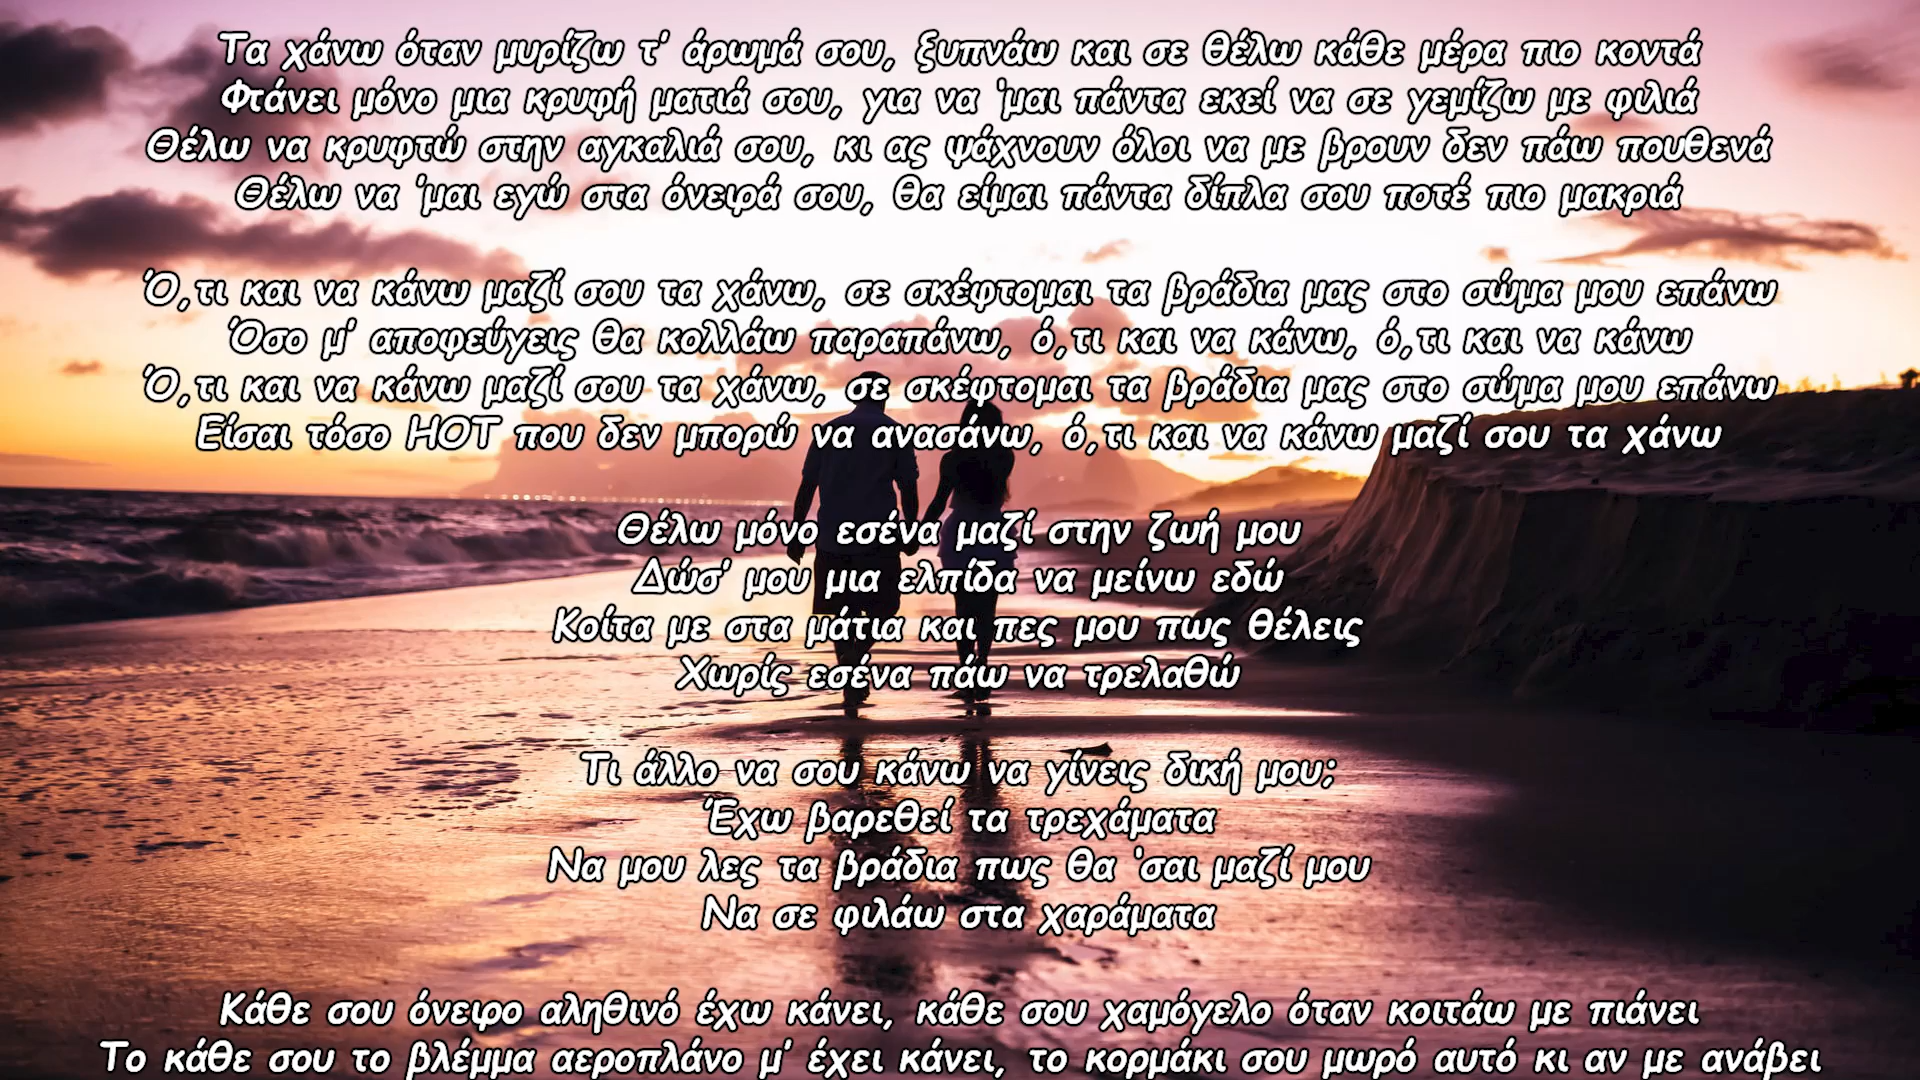 Τα χάνω όταν μυρίζω τ' άρωμά σου, ξυπνάω και σε θέλω κάθε μέρα πιο κοντά
Φτάνει μόνο μια κρυφή ματιά σου, για να 'μαι πάντα εκεί να σε γεμίζω με φιλιά
Θέλω να κρυφτώ στην αγκαλιά σου, κι ας ψάχνουν όλοι να με βρουν δεν πάω πουθενά
Θέλω να 'μαι εγώ στα όνειρά σου, θα είμαι πάντα δίπλα σου ποτέ πιο μακριά
Ό,τι και να κάνω μαζί σου τα χάνω, σε σκέφτομαι τα βράδια μας στο σώμα μου επάνω
Όσο μ' αποφεύγεις θα κολλάω παραπάνω, ό,τι και να κάνω, ό,τι και να κάνω
Ό,τι και να κάνω μαζί σου τα χάνω, σε σκέφτομαι τα βράδια μας στο σώμα μου επάνω
Είσαι τόσο HOT που δεν μπορώ να ανασάνω, ό,τι και να κάνω μαζί σου τα χάνω
Θέλω μόνο εσένα μαζί στην ζωή μου
Δώσ' μου μια ελπίδα να μείνω εδώ
Κοίτα με στα μάτια και πες μου πως θέλεις
Χωρίς εσένα πάω να τρελαθώ
Τι άλλο να σου κάνω να γίνεις δική μου;
Έχω βαρεθεί τα τρεχάματα
Να μου λες τα βράδια πως θα 'σαι μαζί μου
Να σε φιλάω στα χαράματα
Κάθε σου όνειρο αληθινό έχω κάνει, κάθε σου χαμόγελο όταν κοιτάω με πιάνει
Το κάθε σου το βλέμμα αεροπλάνο μ' έχει κάνει, το κορμάκι σου μωρό αυτό κι αν με ανάβει